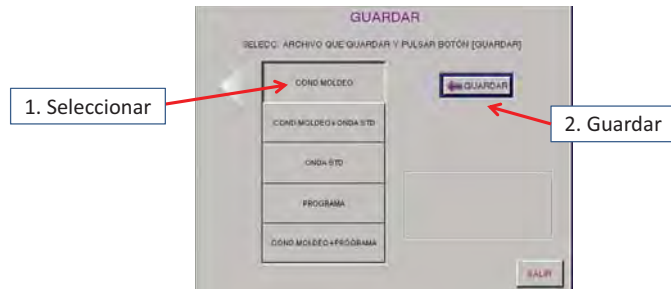 GUARDAR
SELECC. ARCHIVO QUE GUARDAR Y PULSAR BOTÓN [GUARDAR]
1. Seleccionar
COND MOLDEO
GUARDAR
2. Guardar
COND MOLDEO+ONDA STD
ONDA STD
PROGRAMA
COND MOLDEO+PROGRAMA
SALIR